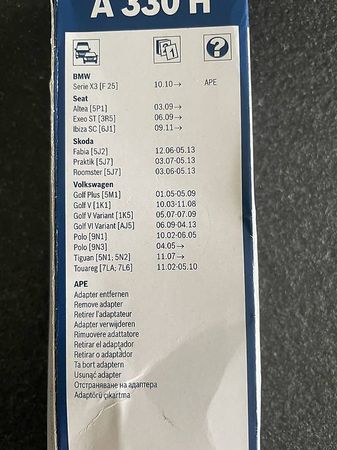 A 330 H
BMW
Serie X3 [F 25] 10.10→ APE
Seat
Altea [5P1] 03.09→
Exeo ST [3R5] 06.09→
Ibiza SC [6J1] 09.11→
Skoda
Fabia [5J2] 12.06-05.13
Praktik [5J7] 03.07-05.13
Roomster [5J7] 03.06-05.13
Volkswagen
Golf Plus [5M1] 01.05-05.09
Golf V [1K1] 10.03-11.08
Golf V Variant [1K5] 05.07-07.09
Golf VI Variant [AJ5] 06.09-04.13
Polo [9N1] 10.02-06.05
Polo [9N3] 04.05→
Tiguan [5N1; 5N2] 11.07→
Touareg [7LA; 7L6] 11.02-05.10
APE
Adapter entfernen
Remove adapter
Retirer l'adaptateur
Adapter verwijderen
Rimuovere adattatore
Retirar el adaptador
Retirar o adaptador
Ta bort adaptern
Usunąć adapter
Отстраняване на адаптера
Adaptörü çıkartma